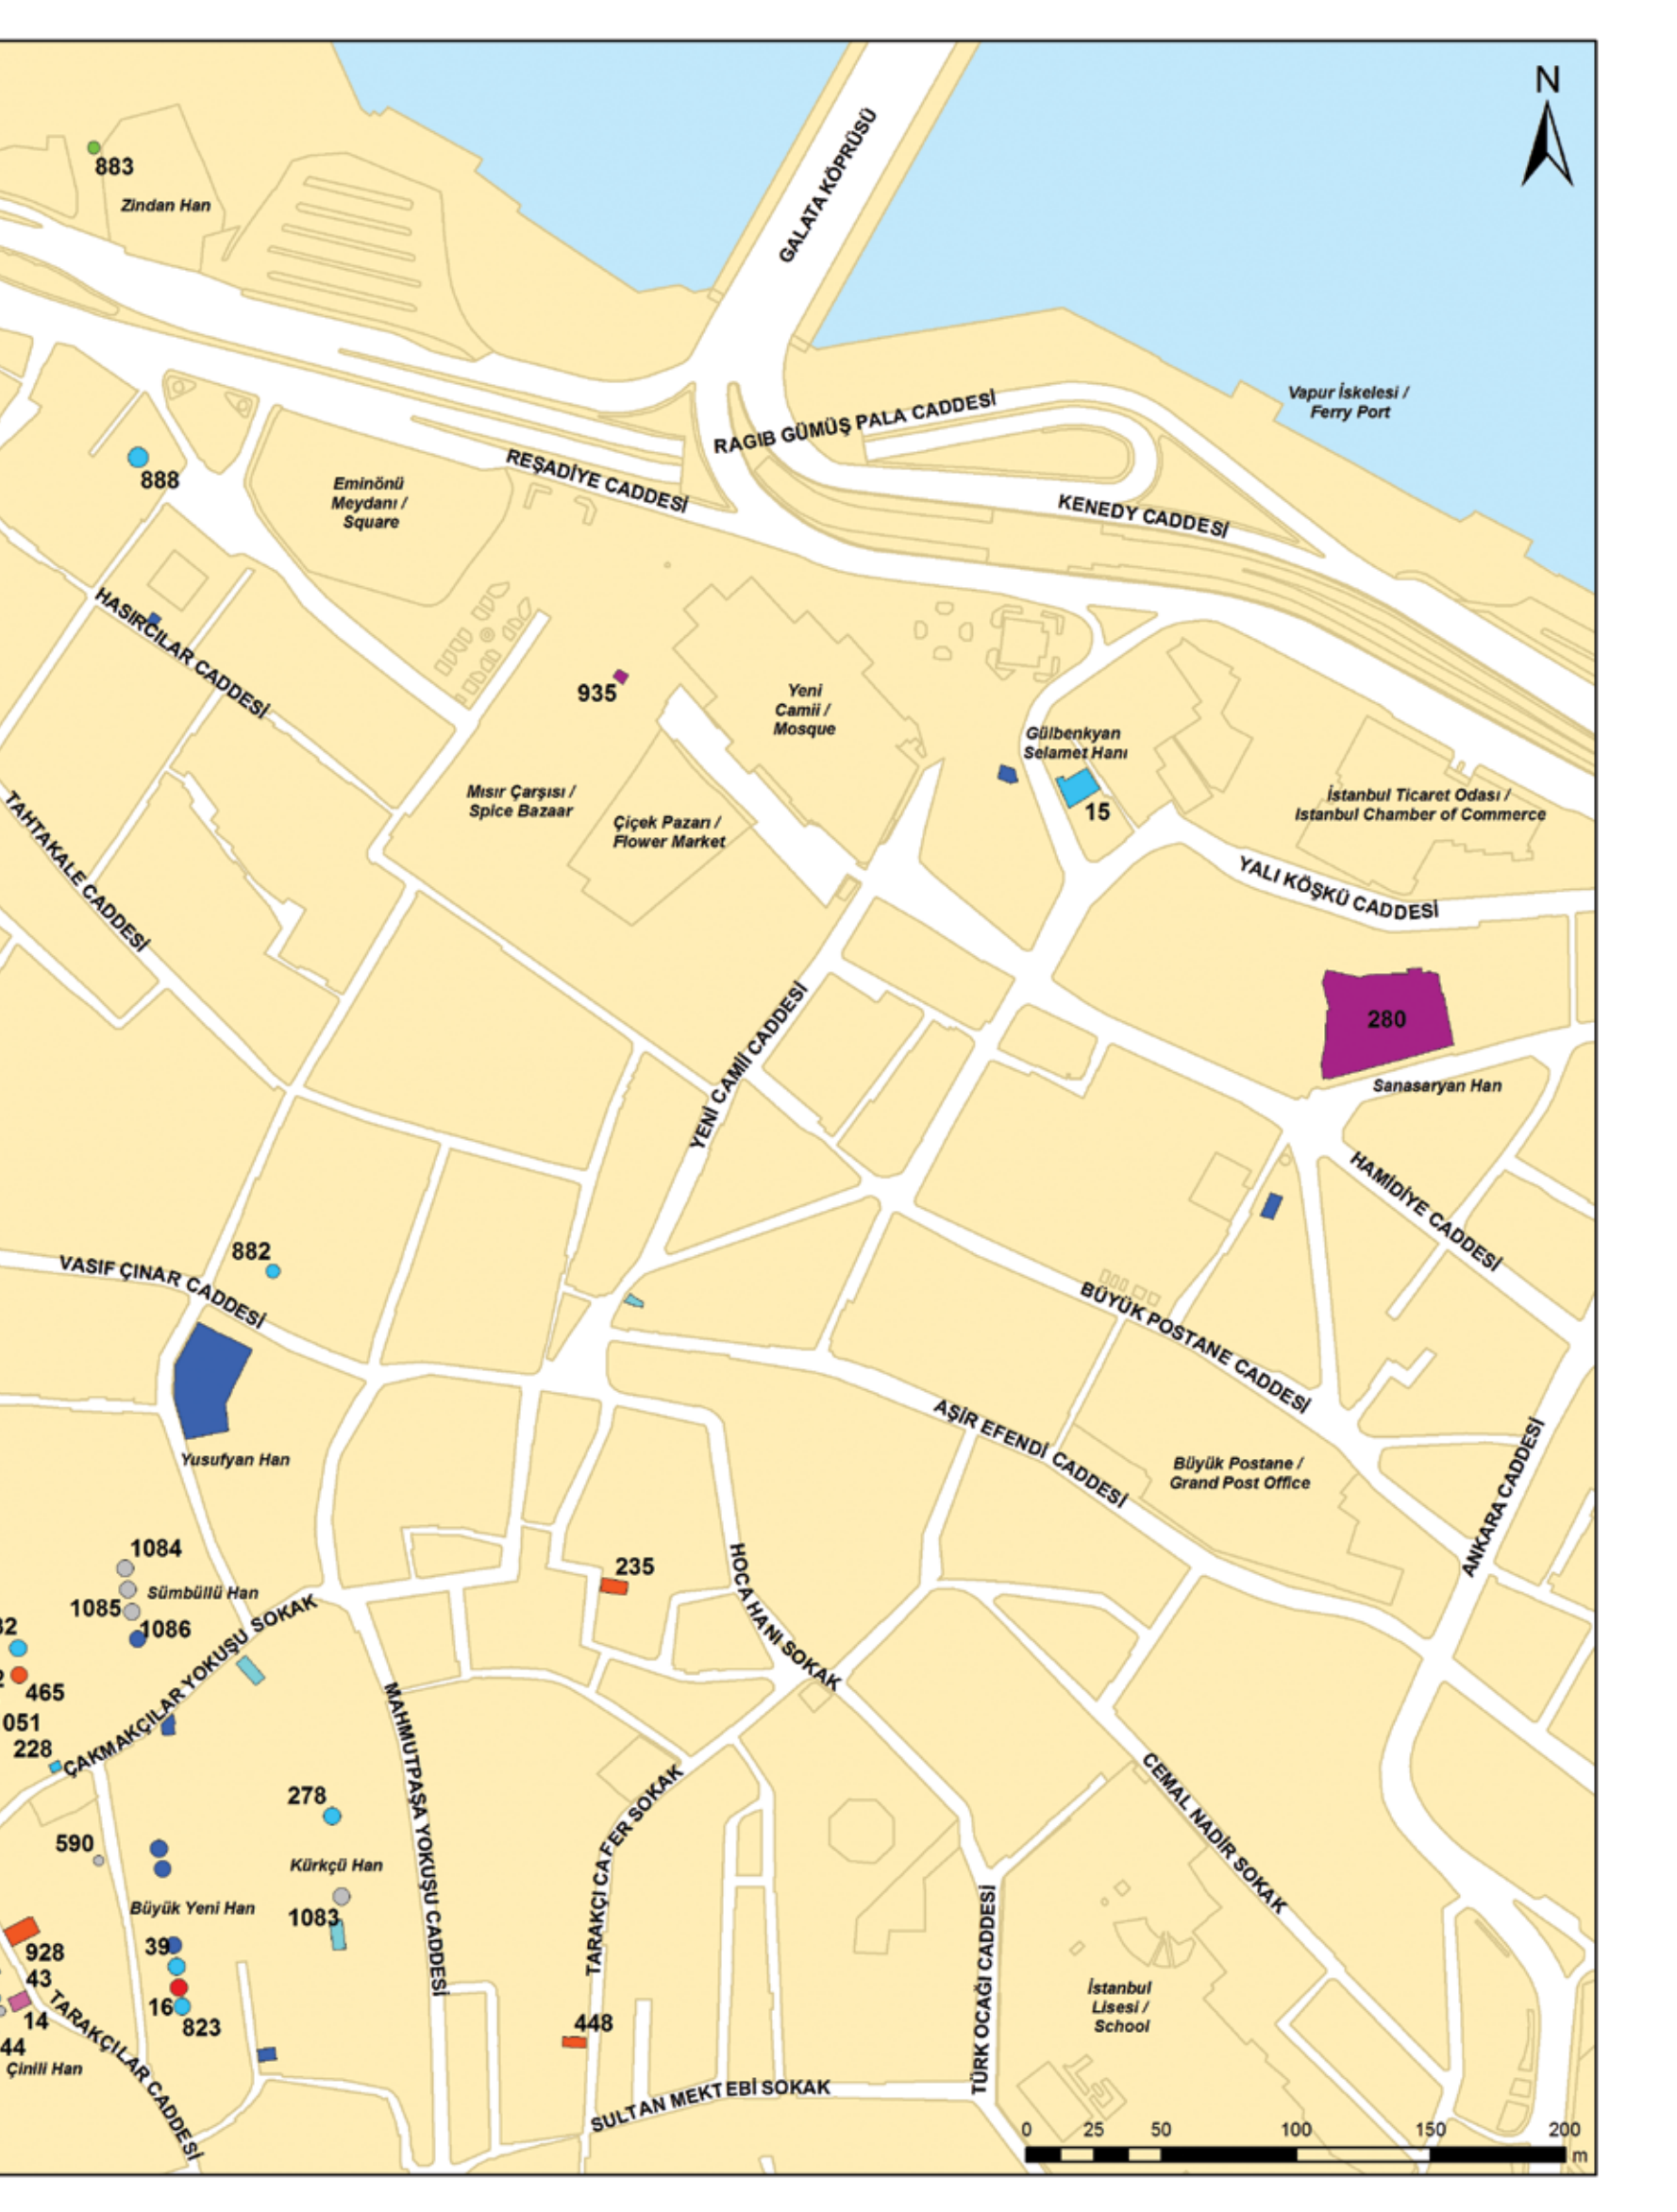 N
GALATA KÖPRÜSÜ
883
Zindan Han
Vapur İskelesi /
Ferry Port
RAGIB GÜMÜŞ PALA CADDESİ
REŞADİYE CADDESİ
KENEDY CADDESİ
888
Eminönü
Meydanı /
Square
HASIRCILAR CADDESİ
935
Yeni
Camii /
Mosque
Gülbenkyan
Selamet Hanı
15
Mısır Çarşısı /
Spice Bazaar
Çiçek Pazarı /
Flower Market
İstanbul Ticaret Odası /
Istanbul Chamber of Commerce
TAHTAKALE CADDESİ
YALI KÖŞKÜ CADDESİ
280
Sanasaryan Han
YENİ CAMİİ CADDESİ
HAMİDİYE CADDESİ
882
VASIF ÇINAR CADDESİ
BÜYÜK POSTANE CADDESİ
Yusufyan Han
AŞİR EFENDİ CADDESİ
Büyük Postane /
Grand Post Office
ANKARA CADDESİ
1084
Sümbüllü Han
1085
1086
235
HOCA HANI SOKAK
32
2
465
051
228
ÇAKMAKÇILAR YOKUŞU SOKAK
MAHMUTPAŞA YOKUŞU CADDESİ
278
590
Kürkçü Han
1083
Büyük Yeni Han
39
16
823
TARAKÇI CAFER SOKAK
CEMAL NADİR SOKAK
928
43
14
44
Çinili Han
TARAKÇILAR CADDESİ
448
TÜRK OCAĞI CADDESİ
İstanbul
Lisesi /
School
SULTAN MEKTEBİ SOKAK
0 25 50 100 150 200
m